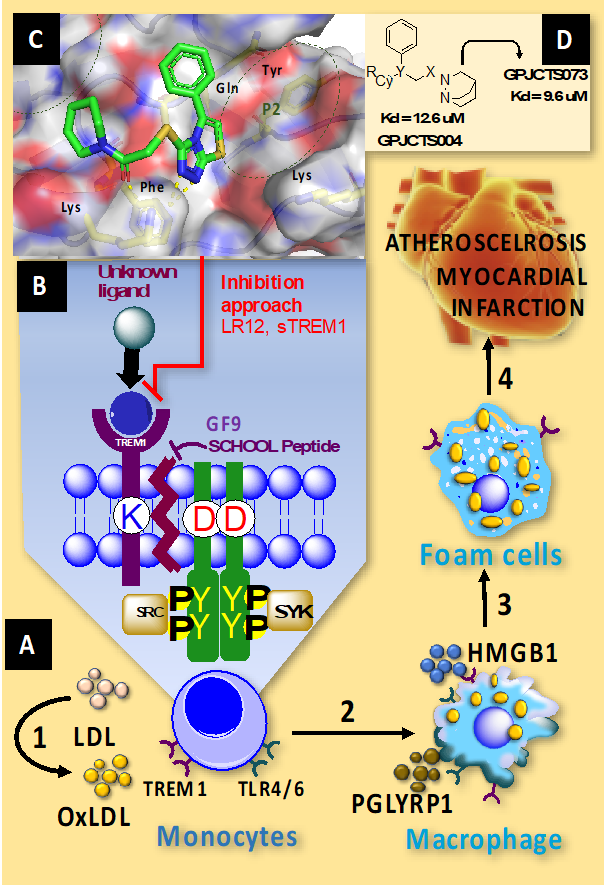 C
Gln
Tyr
P2
Lys
Phe
Lys
D
R
Cy
Y
X
N
N
GPJCTS073
Kd = 9.6 uM
Kd = 12.6 uM
GPJCTS004
B
Unknown
ligand
Inhibition
approach
LR12, sTREM1
TREM1
GF9
SCHOOL Peptide
K
D D
SRC
P Y Y P
P Y Y P
SYK
A
1
LDL
OxLDL
TREM 1
TLR4/6
Monocytes
2
HMGB1
PGLYRP1
Macrophage
3
Foam cells
4
ATHEROSCELROSIS
MYOCARDIAL
INFARCTION